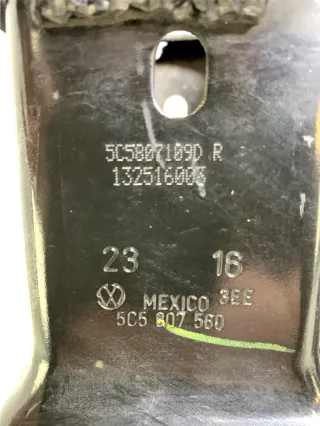 5C5807109D R
132516003
23 16
MEXICO 3EE
5C5 807 560